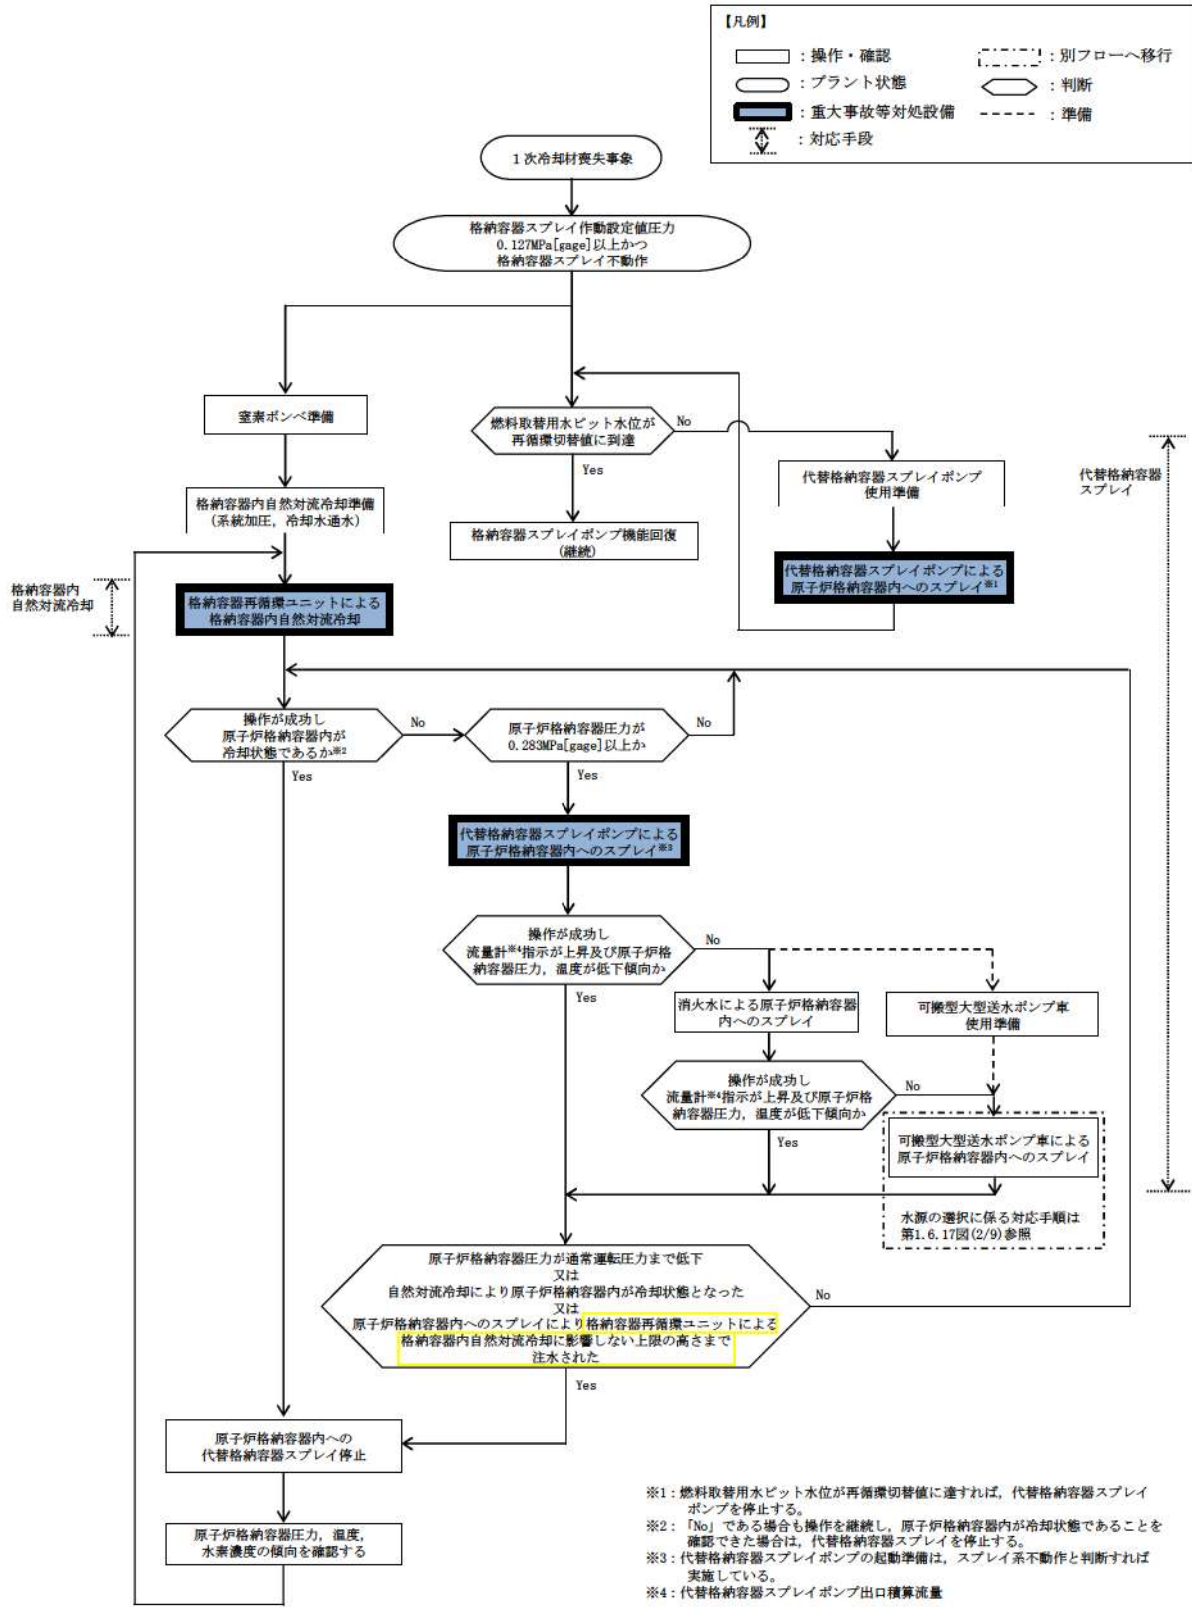 【凡例】
：操作・確認
：別フローへ移行
：プラント状態
：判断
：重大事故等対処設備
：準備
：対応手段
1次冷却材喪失事象
格納容器スプレイ作動設定値圧力
0.127MPa[gage]以上かつ
格納容器スプレイ不動作
窒素ボンベ準備
燃料取替用水ピット水位が
再循環切替値に到達
No
Yes
代替格納容器スプレイポンプ
使用準備
代替格納容器
スプレイ
格納容器内自然対流冷却準備
(系統加圧，冷却水通水)
格納容器スプレイポンプ機能回復
(継続)
代替格納容器スプレイポンプによる
原子炉格納容器内へのスプレイ※1
格納容器内
自然対流冷却
格納容器再循環ユニットによる
格納容器内自然対流冷却
操作が成功し
原子炉格納容器内が
冷却状態であるか※2
No
Yes
原子炉格納容器圧力が
0.283MPa[gage]以上か
No
Yes
代替格納容器スプレイポンプによる
原子炉格納容器内へのスプレイ※3
操作が成功し
流量計※4指示が上昇及び原子炉格
納容器圧力，温度が低下傾向か
No
Yes
消火水による原子炉格納容器
内へのスプレイ
可搬型大型送水ポンプ車
使用準備
操作が成功し
流量計※4指示が上昇及び原子炉格
納容器圧力，温度が低下傾向か
No
Yes
可搬型大型送水ポンプ車による
原子炉格納容器内へのスプレイ
水源の選択に係る対応手順は
第1.6.17図(2/9)参照
原子炉格納容器圧力が通常運転圧力まで低下
又は
自然対流冷却により原子炉格納容器内が冷却状態となった
又は
原子炉格納容器内へのスプレイにより格納容器再循環ユニットによる
格納容器内自然対流冷却に影響しない上限の高さまで
注水された
No
Yes
原子炉格納容器内への
代替格納容器スプレイ停止
原子炉格納容器圧力，温度，
水素濃度の傾向を確認する
※1：燃料取替用水ピット水位が再循環切替値に達すれば，代替格納容器スプレイ
ポンプを停止する。
※2：「No」である場合も操作を継続し，原子炉格納容器内が冷却状態であることを
確認できた場合は，代替格納容器スプレイを停止する。
※3：代替格納容器スプレイポンプの起動準備は，スプレイ系不動作と判断すれば
実施している。
※4：代替格納容器スプレイポンプ出口積算流量